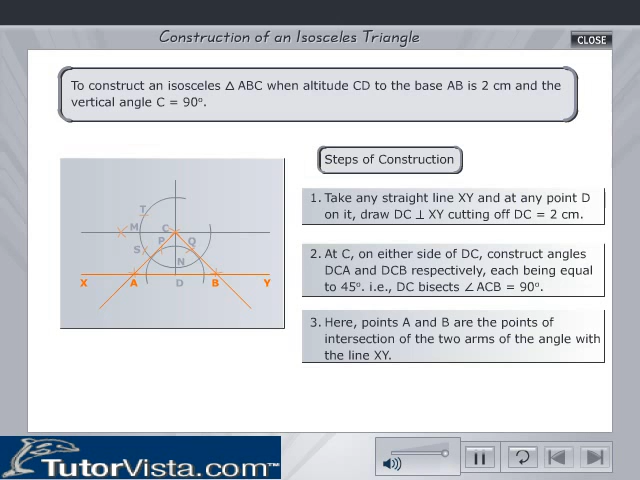 Construction of an Isosceles Triangle
CLOSE
To construct an isosceles Δ ABC when altitude CD to the base AB is 2 cm and the
vertical angle C = 90°.
Steps of Construction
1. Take any straight line XY and at any point D
on it, draw DC ⊥ XY cutting off DC = 2 cm.
2. At C, on either side of DC, construct angles
DCA and DCB respectively, each being equal
to 45°. i.e., DC bisects ∠ ACB = 90°.
3. Here, points A and B are the points of
intersection of the two arms of the angle with
the line XY.
T
M C
P Q
S
N
X A D B Y
TutorVista.com™